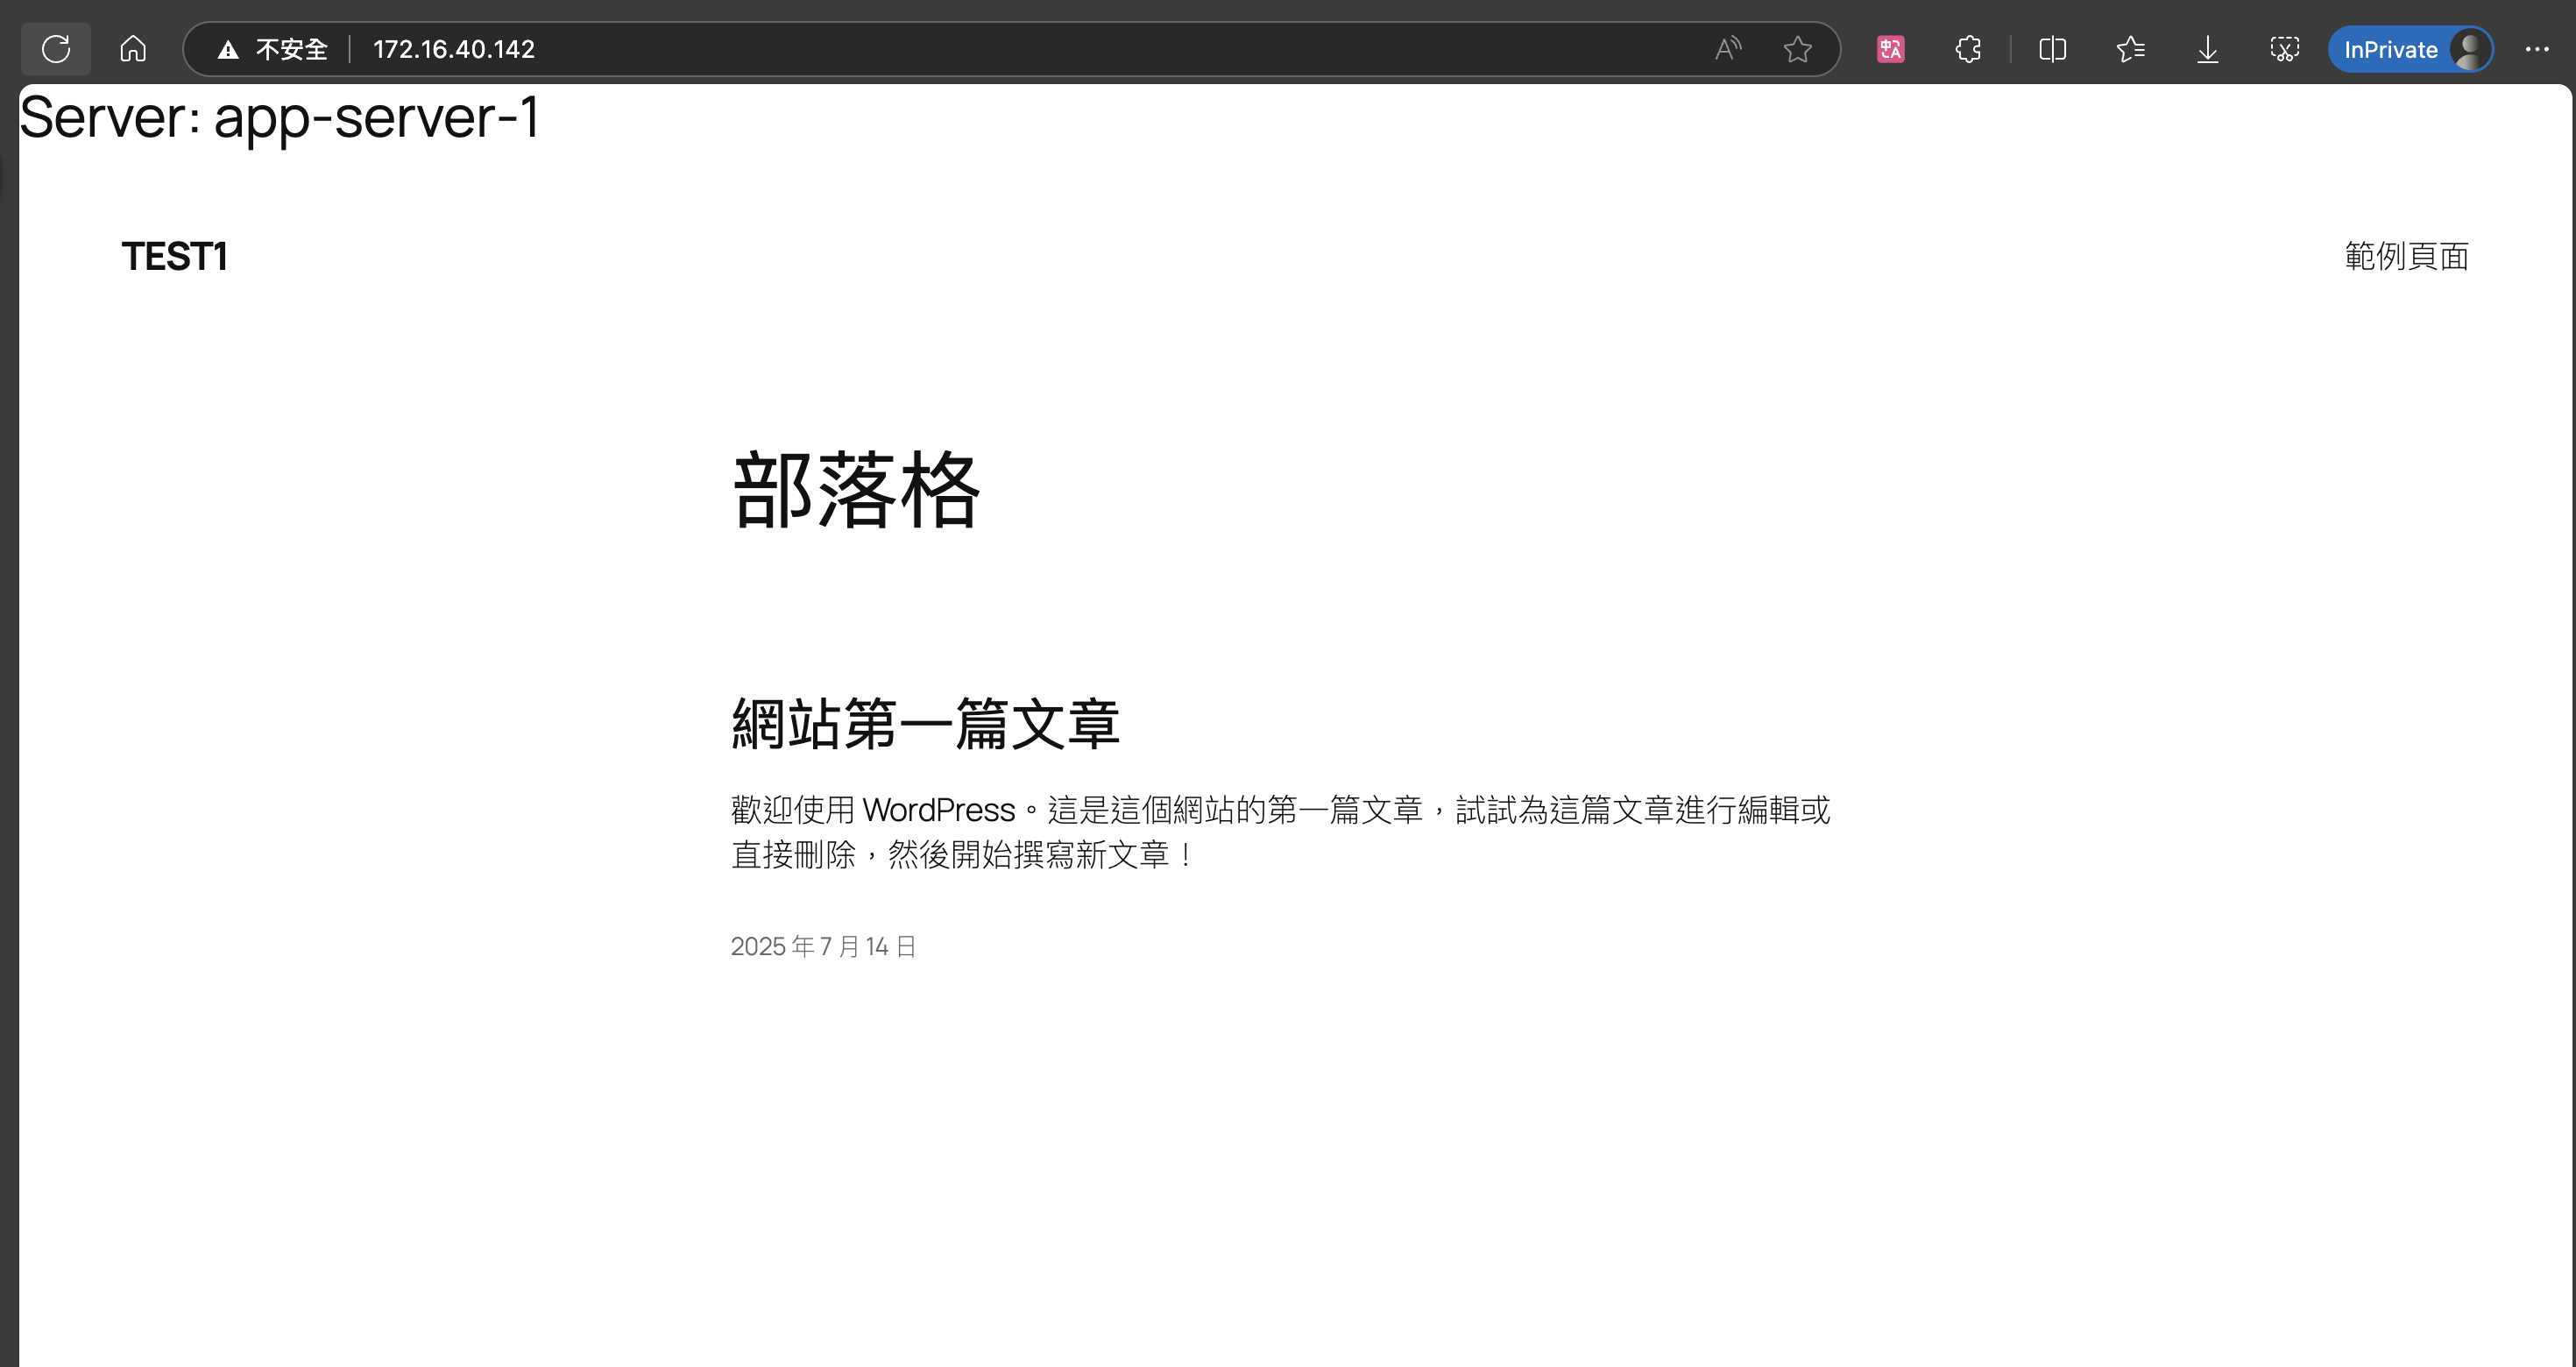 不安全 172.16.40.142 InPrivate
Server: app-server-1
TEST1 範例頁面
部落格
網站第一篇文章
歡迎使用 WordPress。這是這個網站的第一篇文章，試試為這篇文章進行編輯或
直接刪除，然後開始撰寫新文章！
2025 年 7 月 14 日